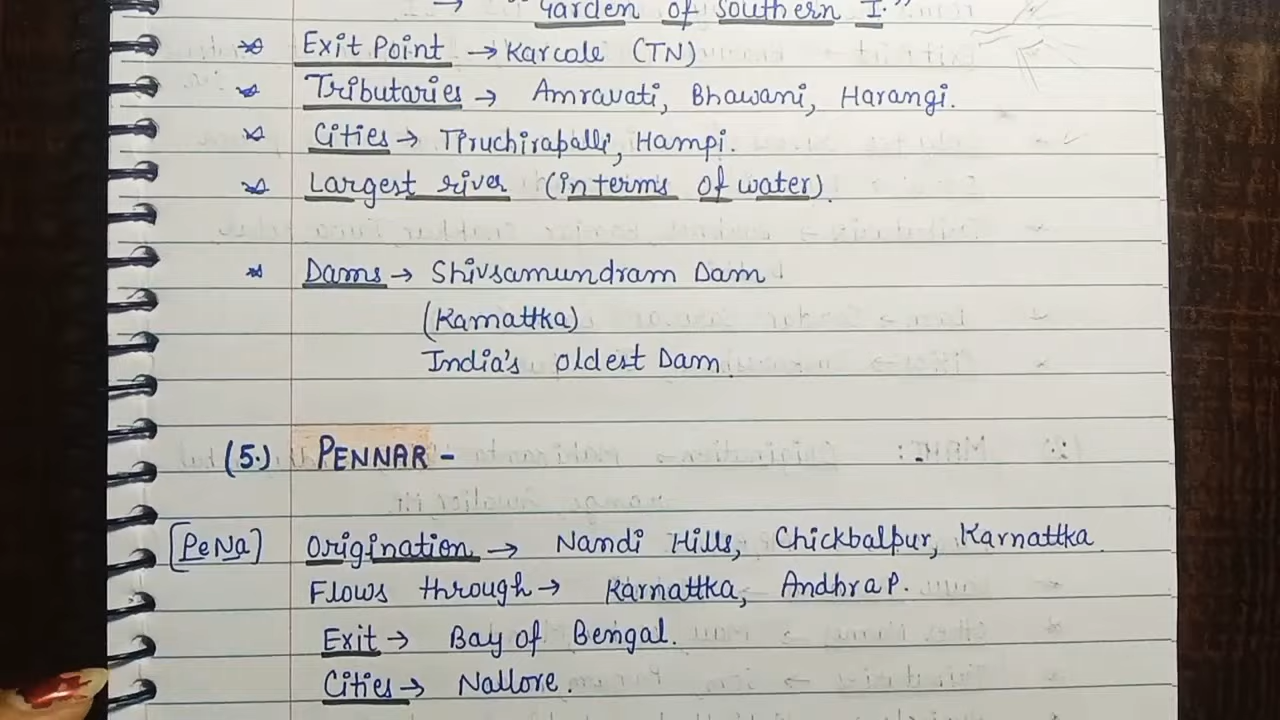 → "Garden of Southern I."
* Exit Point → Karcale (TN)
* Tributaries → Amravati, Bhawani, Harangi.
* Cities → Tiruchirapalli, Hampi.
* Largest river (in terms of water).
* Dams → Shivsamundram Dam.
(Karnattka)
India's oldest Dam.
(5.) PENNAR -
[PeNa] Origination → Nandi Hills, Chickbalpur, Karnattka
Flows through → Karnattka, Andhra P.
Exit → Bay of Bengal.
Cities → Nallore.